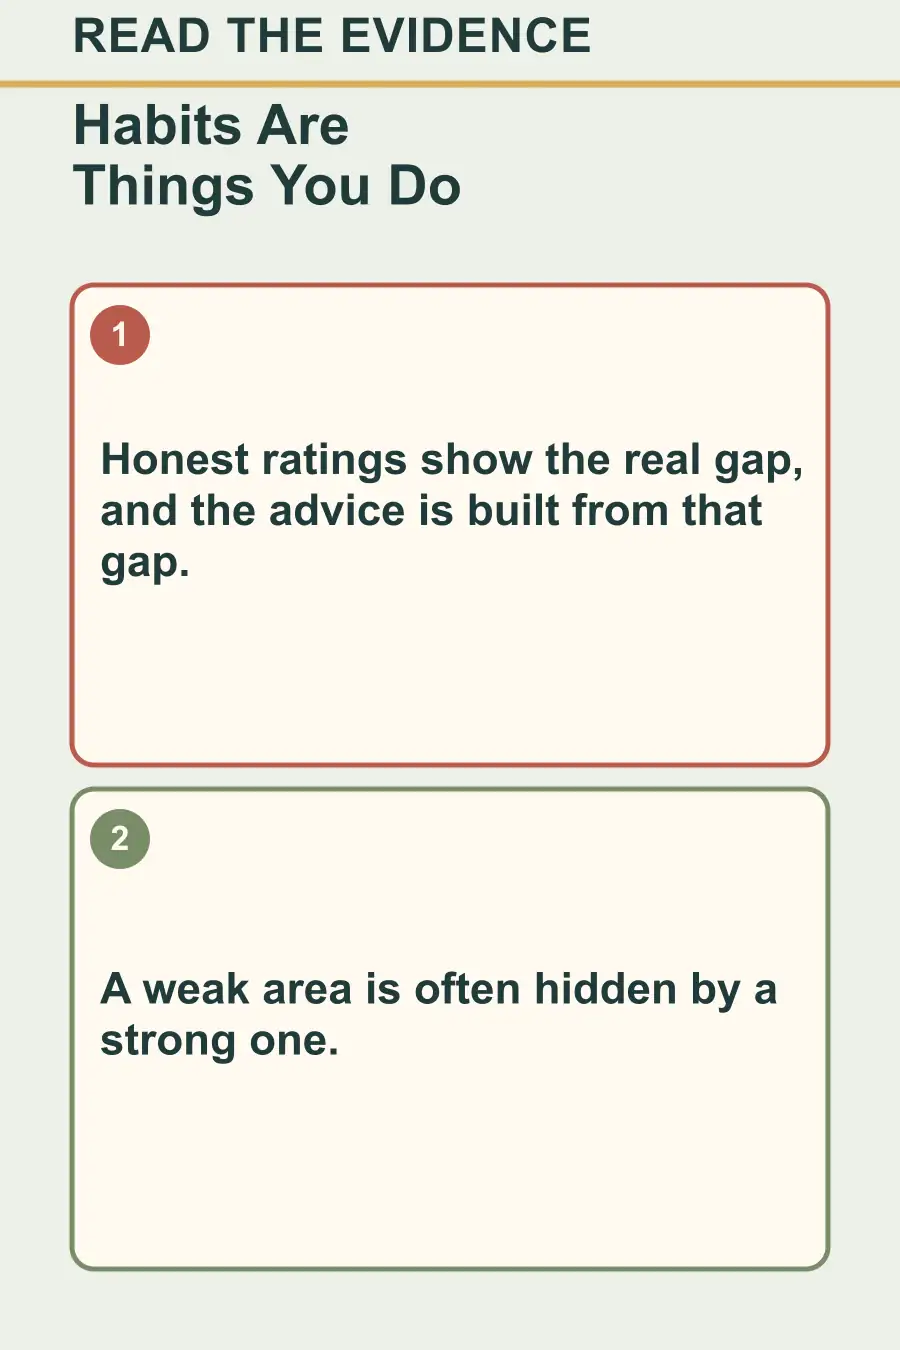 READ THE EVIDENCE
Habits Are
Things You Do
1
Honest ratings show the real gap,
and the advice is built from that
gap.
2
A weak area is often hidden by a
strong one.